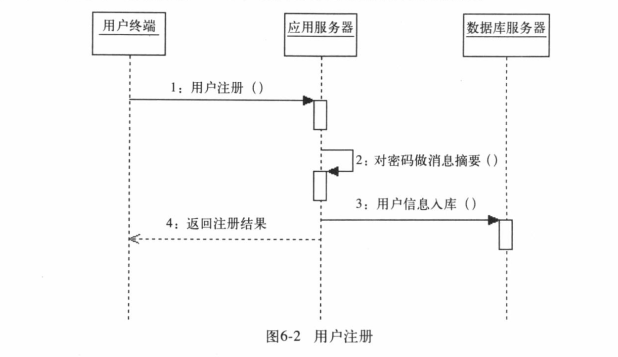 用户终端
应用服务器
数据库服务器
1：用户注册（）
2：对密码做消息摘要（）
3：用户信息入库（）
4：返回注册结果
图6-2 用户注册